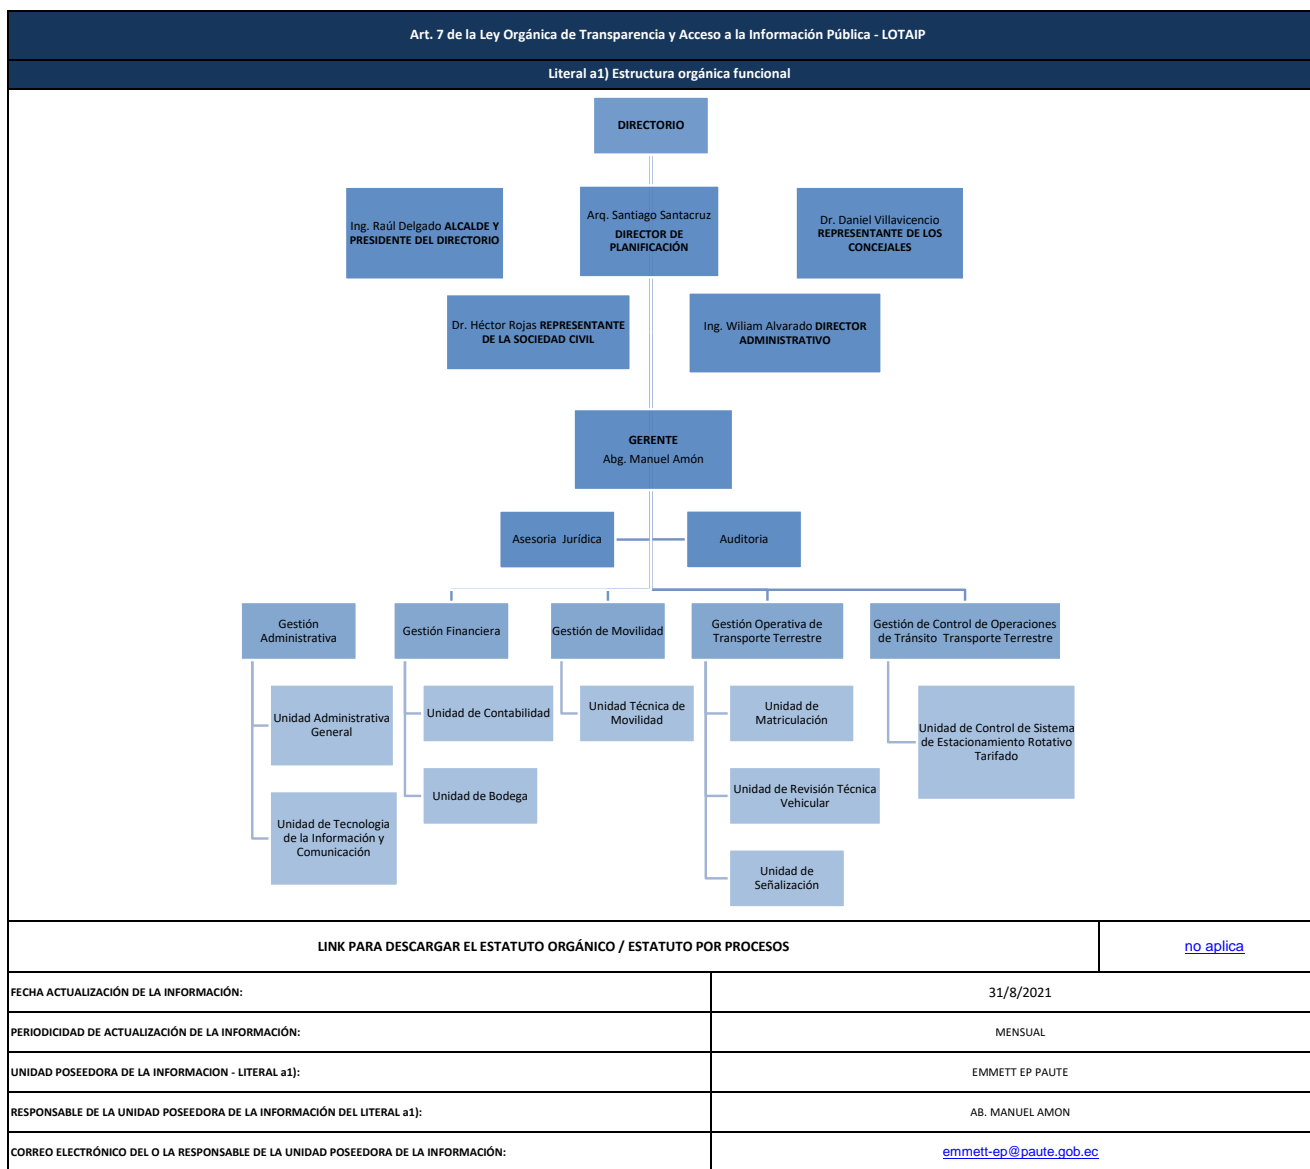 Art. 7 de la Ley Orgánica de Transparencia y Acceso a la Información Pública - LOTAIP
Literal a1) Estructura orgánica funcional
DIRECTORIO
Ing. Raúl Delgado ALCALDE Y
PRESIDENTE DEL DIRECTORIO
Arq. Santiago Santacruz
DIRECTOR DE
PLANIFICACIÓN
Dr. Daniel Villavicencio
REPRESENTANTE DE LOS
CONCEJALES
Dr. Héctor Rojas REPRESENTANTE
DE LA SOCIEDAD CIVIL
Ing. Wiliam Alvarado DIRECTOR
ADMINISTRATIVO
GERENTE
Abg. Manuel Amón
Asesoria Jurídica
Auditoria
Gestión
Administrativa
Gestión Financiera
Gestión de Movilidad
Gestión Operativa de
Transporte Terrestre
Gestión de Control de Operaciones
de Tránsito Transporte Terrestre
Unidad Administrativa
General
Unidad de Contabilidad
Unidad Técnica de
Movilidad
Unidad de
Matriculación
Unidad de Control de Sistema
de Estacionamiento Rotativo
Tarifado
Unidad de Tecnologia
de la Información y
Comunicación
Unidad de Bodega
Unidad de Revisión Técnica
Vehicular
Unidad de
Señalización
LINK PARA DESCARGAR EL ESTATUTO ORGÁNICO / ESTATUTO POR PROCESOS
no aplica
FECHA ACTUALIZACIÓN DE LA INFORMACIÓN:
31/8/2021
PERIODICIDAD DE ACTUALIZACIÓN DE LA INFORMACIÓN:
MENSUAL
UNIDAD POSEEDORA DE LA INFORMACION - LITERAL a1):
EMMETT EP PAUTE
RESPONSABLE DE LA UNIDAD POSEEDORA DE LA INFORMACIÓN DEL LITERAL a1):
AB. MANUEL AMON
CORREO ELECTRÓNICO DEL O LA RESPONSABLE DE LA UNIDAD POSEEDORA DE LA INFORMACIÓN:
emmett-ep@paute.gob.ec